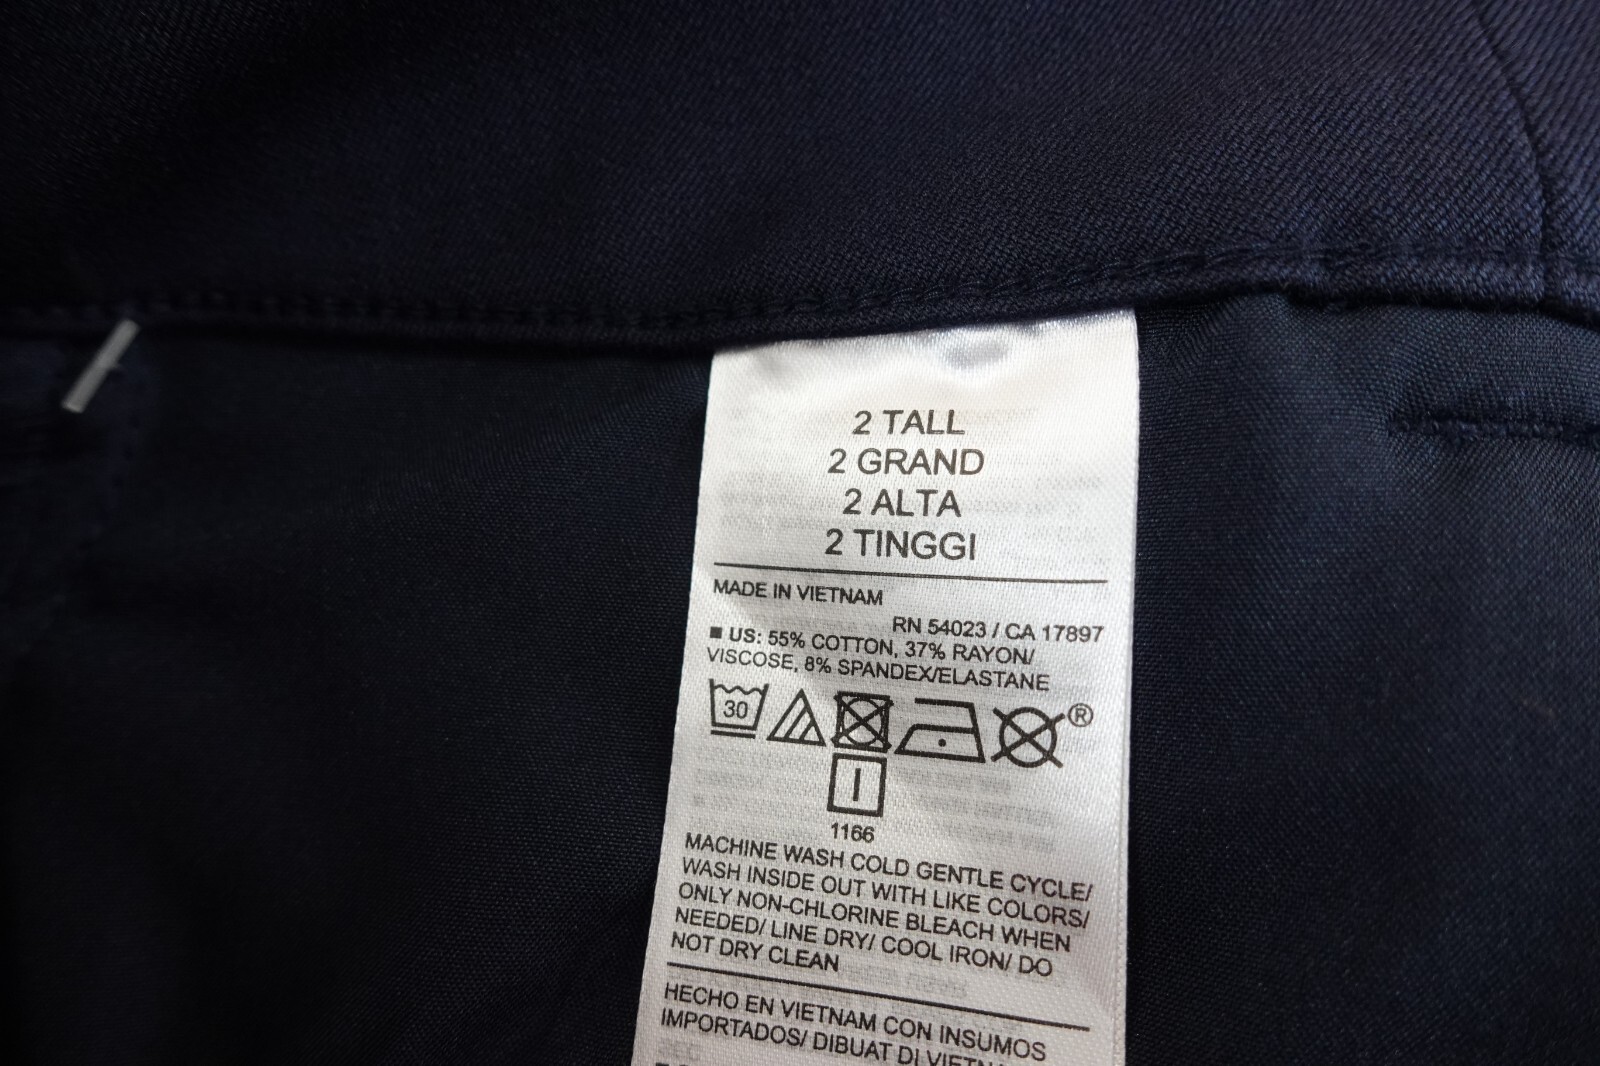 2 TALL
2 GRAND
2 ALTA
2 TINGGI
MADE IN VIETNAM
RN 54023 / CA 17897
■ US: 55% COTTON, 37% RAYON/
VISCOSE, 8% SPANDEX/ELASTANE
30
®
1166
MACHINE WASH COLD GENTLE CYCLE/
WASH INSIDE OUT WITH LIKE COLORS/
ONLY NON-CHLORINE BLEACH WHEN
NEEDED/ LINE DRY/ COOL IRON/ DO
NOT DRY CLEAN
HECHO EN VIETNAM CON INSUMOS
IMPORTADOS/ DIBUAT DI